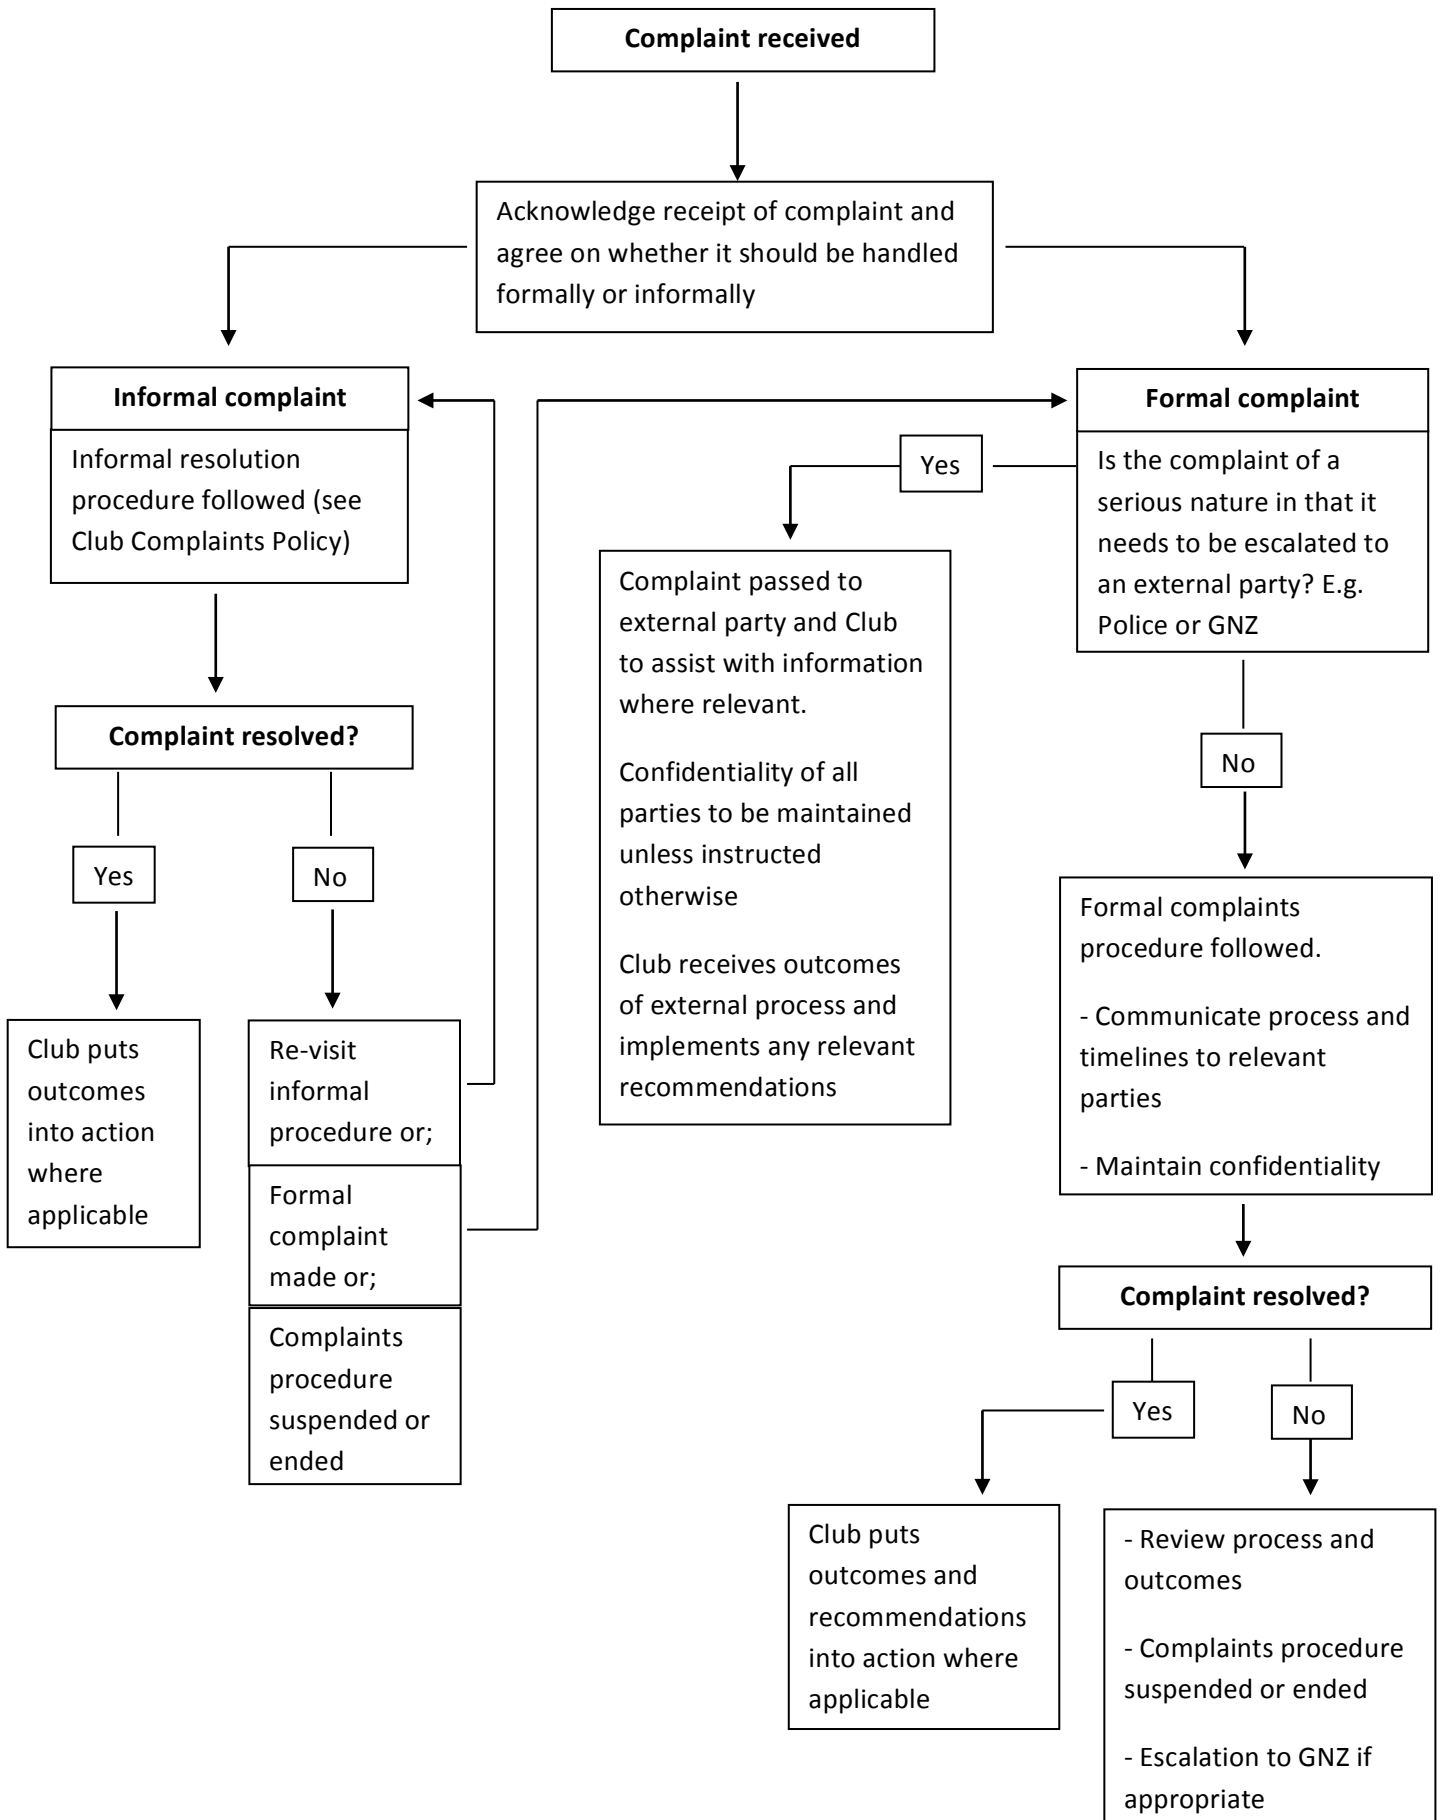 Complaint received
Acknowledge receipt of complaint and
agree on whether it should be handled
formally or informally
Informal complaint
Informal resolution
procedure followed (see
Club Complaints Policy)
Complaint resolved?
Yes
No
Club puts
outcomes
into action
where
applicable
Re-visit
informal
procedure or;
Formal
complaint
made or;
Complaints
procedure
suspended or
ended
Formal complaint
Is the complaint of a
serious nature in that it
needs to be escalated to
an external party? E.g.
Police or GNZ
Yes
Complaint passed to
external party and Club
to assist with information
where relevant.
Confidentiality of all
parties to be maintained
unless instructed
otherwise
Club receives outcomes
of external process and
implements any relevant
recommendations
No
Formal complaints
procedure followed.
- Communicate process and
timelines to relevant
parties
- Maintain confidentiality
Complaint resolved?
Yes
No
Club puts
outcomes and
recommendations
into action where
applicable
- Review process and
outcomes
- Complaints procedure
suspended or ended
- Escalation to GNZ if
appropriate